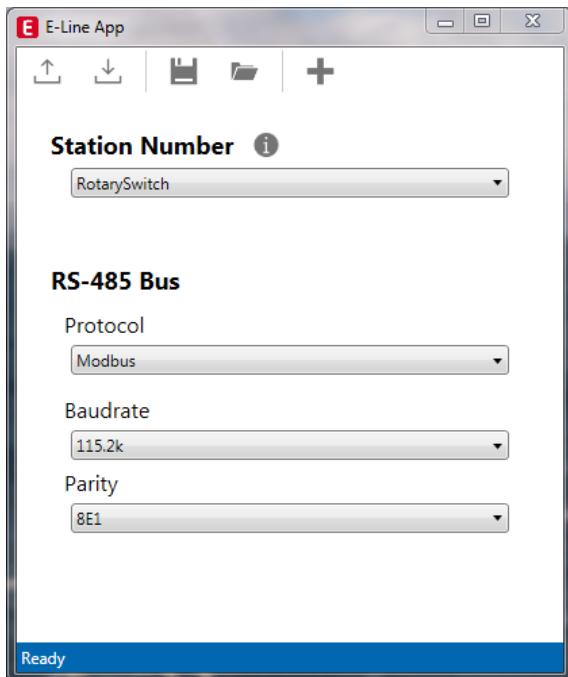 E E-Line App
Station Number i
RotarySwitch
RS-485 Bus
Protocol
Modbus
Baudrate
115.2k
Parity
8E1
Ready